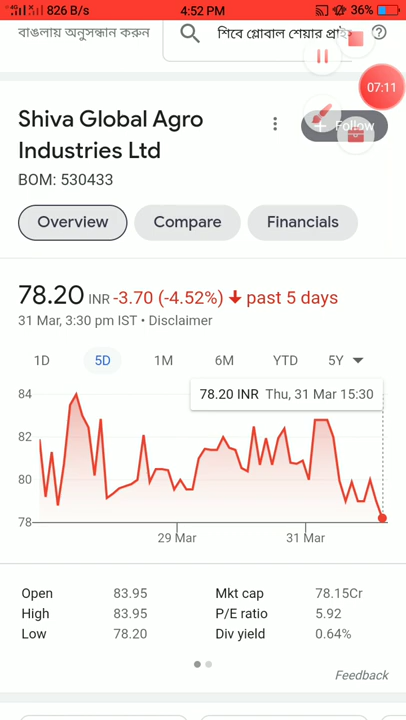 826 B/s 4:52 PM 36%
বাঙলায় অনুসন্ধান করুন
শিবে গ্লোবাল শেয়ার
07:11
Shiva Global Agro
Industries Ltd
+ Follow
BOM: 530433
Overview Compare Financials
78.20 INR -3.70 (-4.52%) past 5 days
31 Mar, 3:30 pm IST • Disclaimer
1D 5D 1M 6M YTD 5Y
78.20 INR Thu, 31 Mar 15:30
84
82
80
78
29 Mar 31 Mar
Open 83.95 Mkt cap 78.15Cr
High 83.95 P/E ratio 5.92
Low 78.20 Div yield 0.64%
Feedback